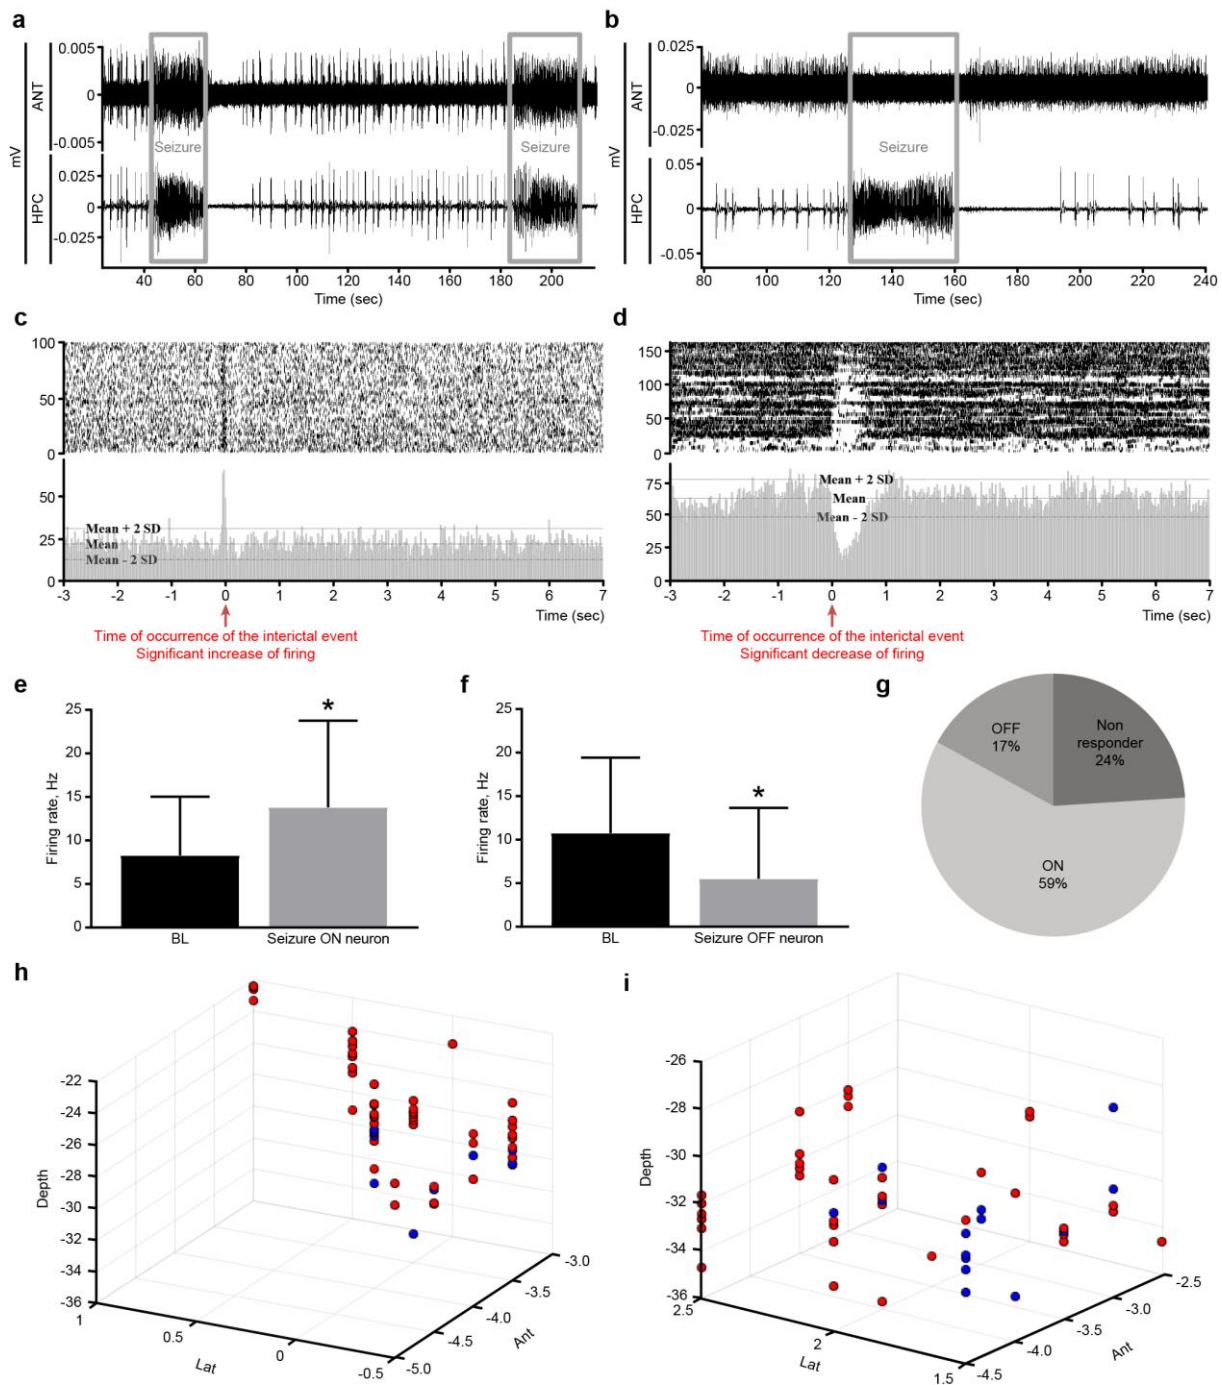 a
b
mV
ANT
HPC
0.005
0
-0.005
0.025
0
-0.025
Seizure
Seizure
40 60 80 100 120 140 160 180 200
Time (sec)
mV
ANT
HPC
0.025
0
-0.025
0.05
0
-0.05
Seizure
80 100 120 140 160 180 200 220 240
Time (sec)
c
100
50
0
50
25
0
Mean + 2 SD
Mean
Mean - 2 SD
-3 -2 -1 0 1 2 3 4 5 6 7
Time (sec)
Time of occurrence of the interictal event
Significant increase of firing
d
150
100
50
0
75
50
25
0
Mean + 2 SD
Mean
Mean - 2 SD
-3 -2 -1 0 1 2 3 4 5 6 7
Time (sec)
Time of occurrence of the interictal event
Significant decrease of firing
e
Firing rate, Hz
25
20
15
10
5
0
*
BL Seizure ON neuron
f
Firing rate, Hz
25
20
15
10
5
0
*
BL Seizure OFF neuron
g
OFF
17%
Non
responder
24%
ON
59%
h
Depth
-22
-24
-26
-28
-30
-32
-34
-36
1 0.5 0 -0.5
Lat
-5.0 -4.5 -4.0 -3.5 -3.0
Ant
i
Depth
-26
-28
-30
-32
-34
-36
2.5 2 1.5
Lat
-4.5 -4.0 -3.5 -3.0 -2.5
Ant